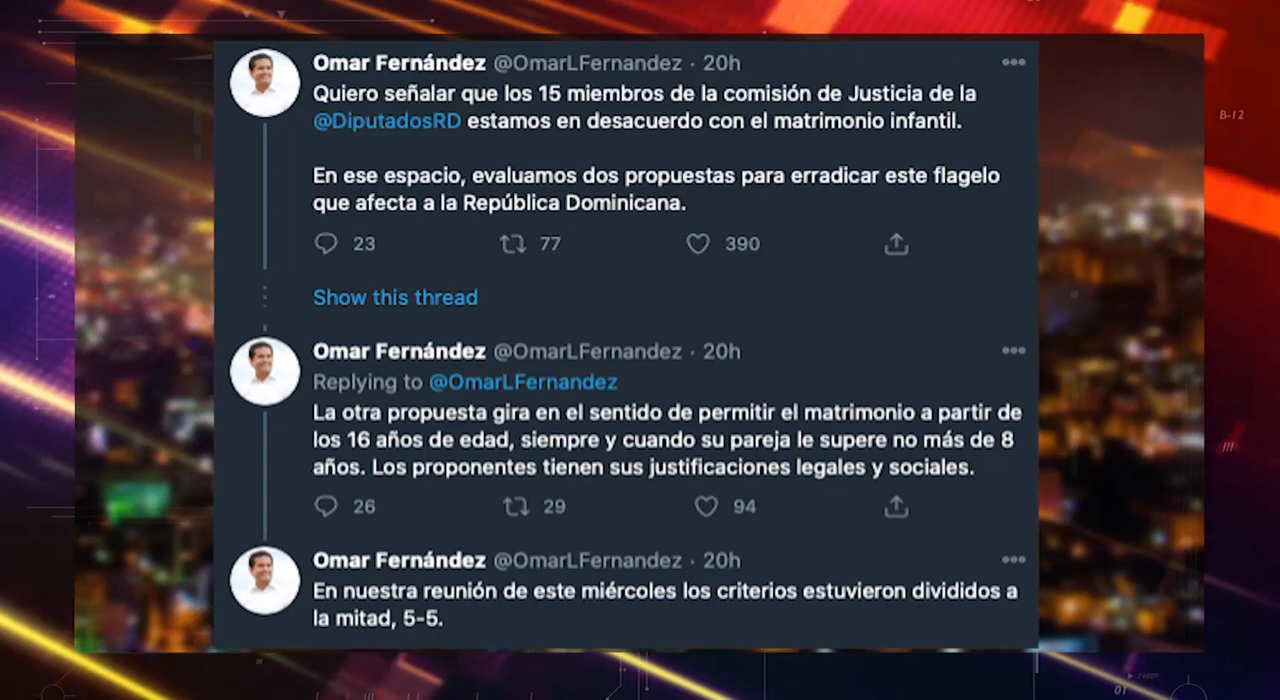 Omar Fernández @OmarLFernandez · 20h
Quiero señalar que los 15 miembros de la comisión de Justicia de la
@DiputadosRD estamos en desacuerdo con el matrimonio infantil.
En ese espacio, evaluamos dos propuestas para erradicar este flagelo
que afecta a la República Dominicana.
23 77 390
Show this thread
Omar Fernández @OmarLFernandez · 20h
Replying to @OmarLFernandez
La otra propuesta gira en el sentido de permitir el matrimonio a partir de
los 16 años de edad, siempre y cuando su pareja le supere no más de 8
años. Los proponentes tienen sus justificaciones legales y sociales.
26 29 94
Omar Fernández @OmarLFernandez · 20h
En nuestra reunión de este miércoles los criterios estuvieron divididos a
la mitad, 5-5.
B-12
01